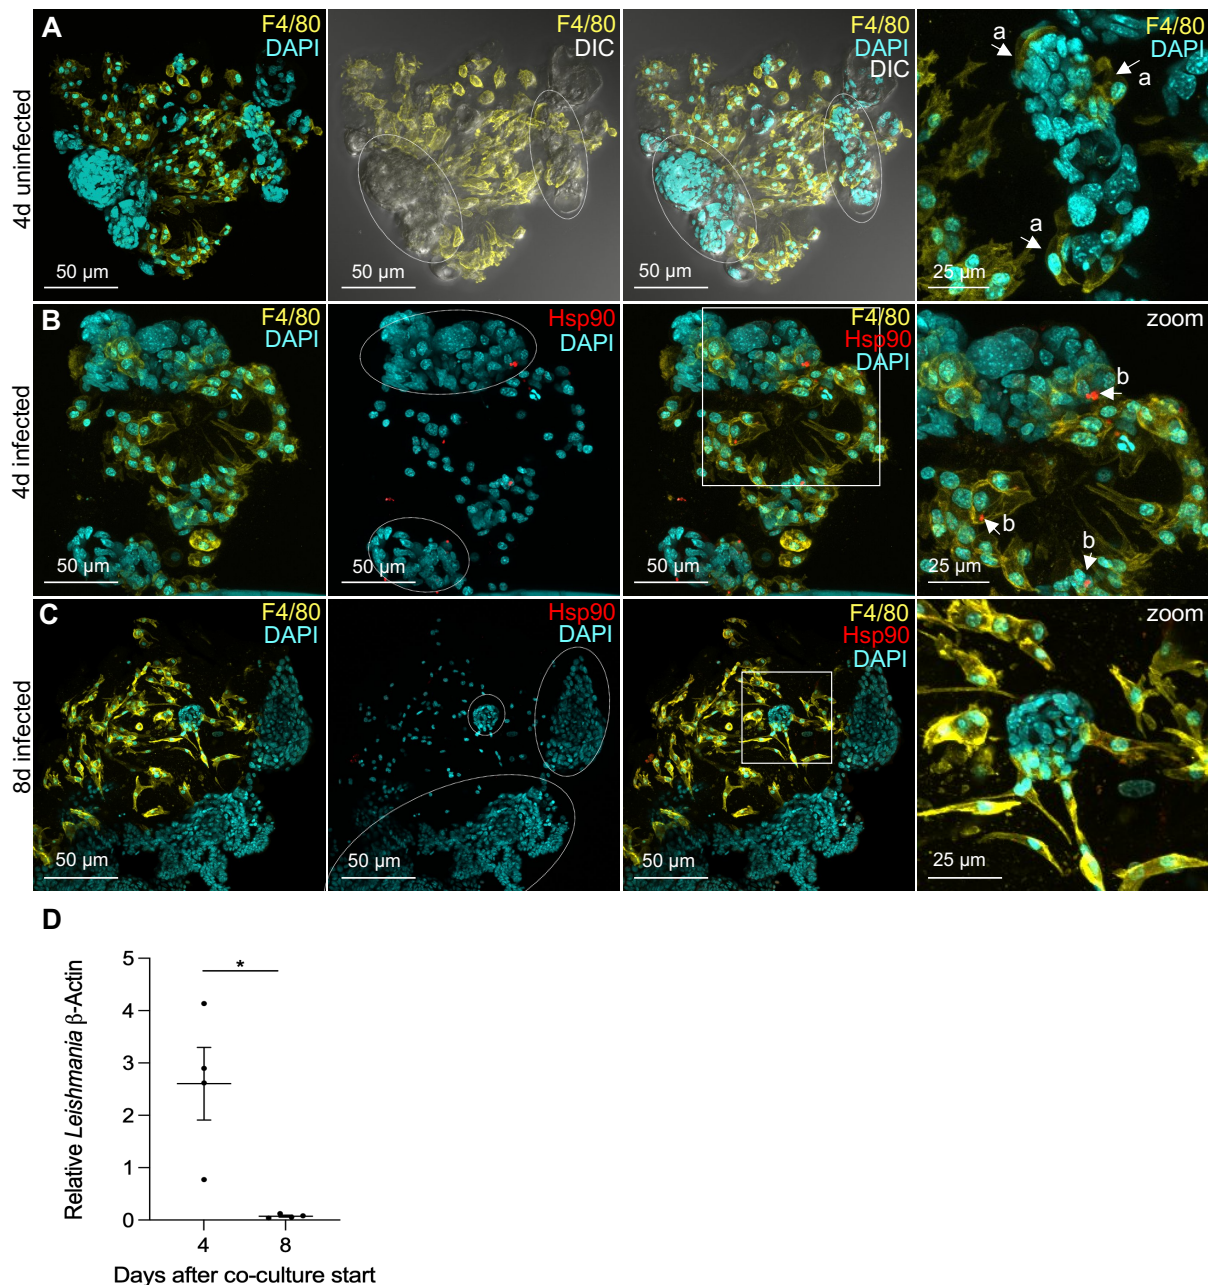 A
F4/80
DAPI
F4/80
DIC
F4/80
DAPI
DIC
F4/80
DAPI
a
a
a
4d uninfected
50 µm
50 µm
50 µm
25 µm
B
F4/80
DAPI
Hsp90
DAPI
F4/80
Hsp90
DAPI
zoom
b
b
b
4d infected
50 µm
50 µm
50 µm
25 µm
C
F4/80
DAPI
Hsp90
DAPI
F4/80
Hsp90
DAPI
zoom
8d infected
50 µm
50 µm
50 µm
25 µm
D
Relative Leishmania β-Actin
5
4
3
2
1
0
*
4
8
Days after co-culture start